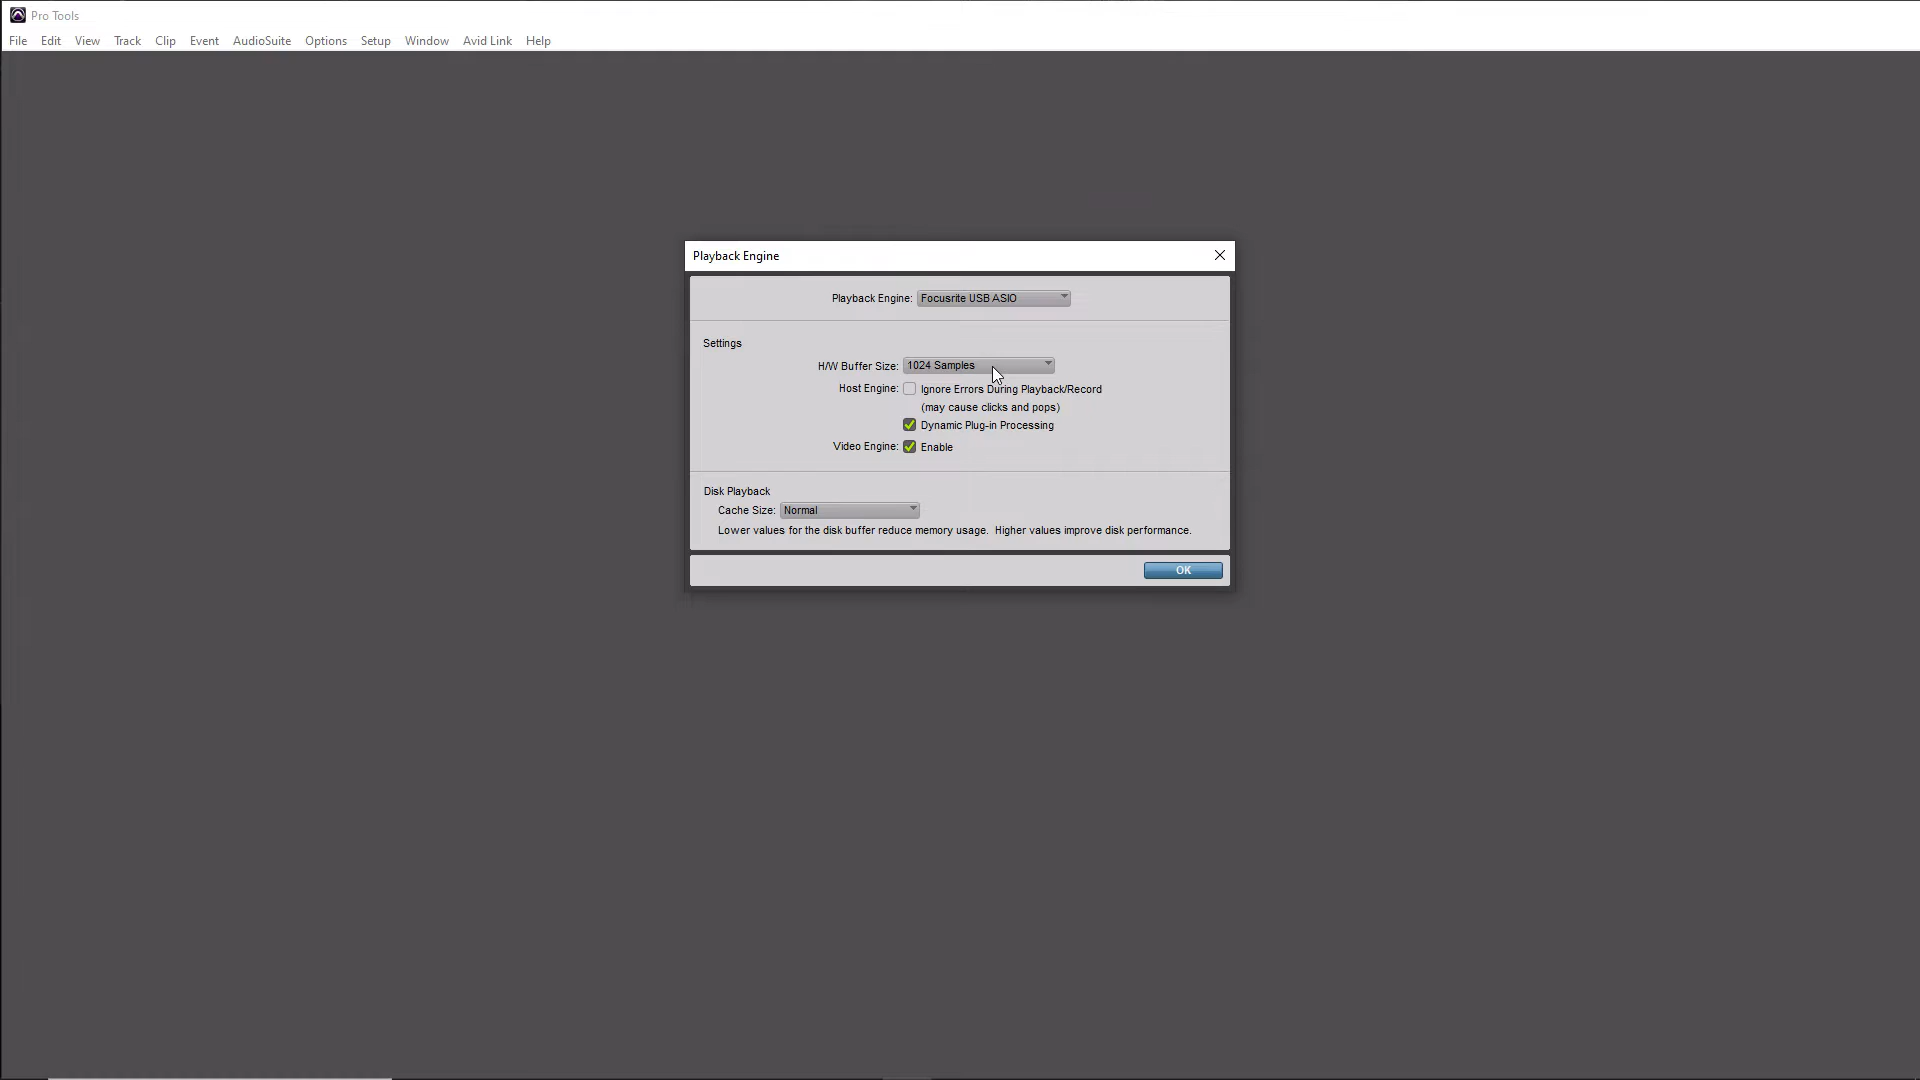 Pro Tools
File Edit View Track Clip Event AudioSuite Options Setup Window Avid Link Help
Playback Engine
Playback Engine: Focusrite USB ASIO
Settings
H/W Buffer Size: 1024 Samples
Host Engine: Ignore Errors During Playback/Record
(may cause clicks and pops)
Dynamic Plug-in Processing
Video Engine: Enable
Disk Playback
Cache Size: Normal
Lower values for the disk buffer reduce memory usage. Higher values improve disk performance.
OK